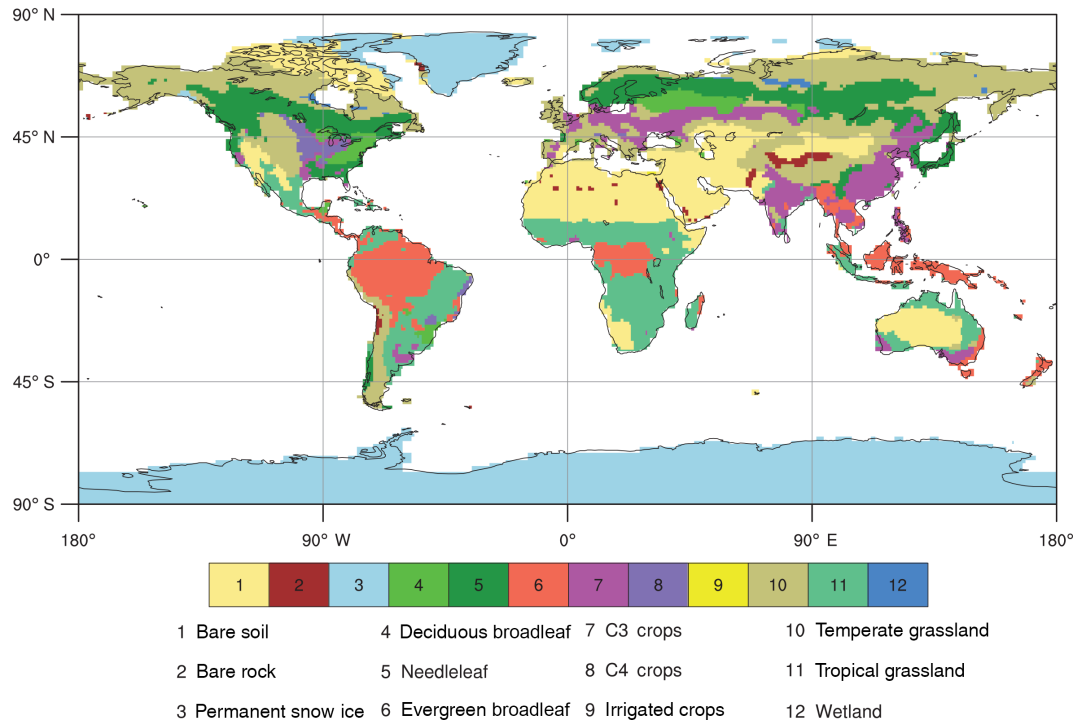 90° N
45° N
0°
45° S
90° S
180° 90° W 0° 90° E 180°
1 2 3 4 5 6 7 8 9 10 11 12
1 Bare soil 4 Deciduous broadleaf 7 C3 crops 10 Temperate grassland
2 Bare rock 5 Needleleaf 8 C4 crops 11 Tropical grassland
3 Permanent snow ice 6 Evergreen broadleaf 9 Irrigated crops 12 Wetland